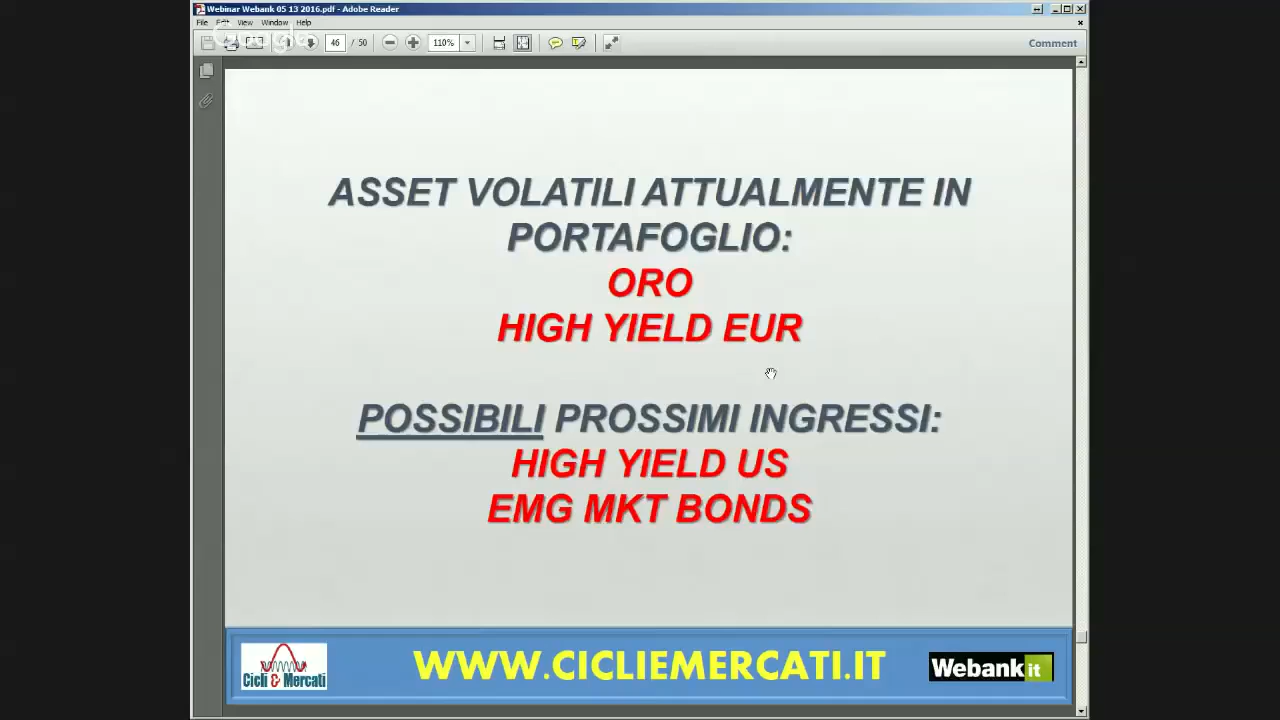 Webinar Webank 05 13 2016.pdf - Adobe Reader
File Edit View Window Help
46 / 50 110% Comment
ASSET VOLATILI ATTUALMENTE IN
PORTAFOGLIO:
ORO
HIGH YIELD EUR
POSSIBILI PROSSIMI INGRESSI:
HIGH YIELD US
EMG MKT BONDS
Cicli & Mercati
WWW.CICLIEMERCATI.IT
Webank it